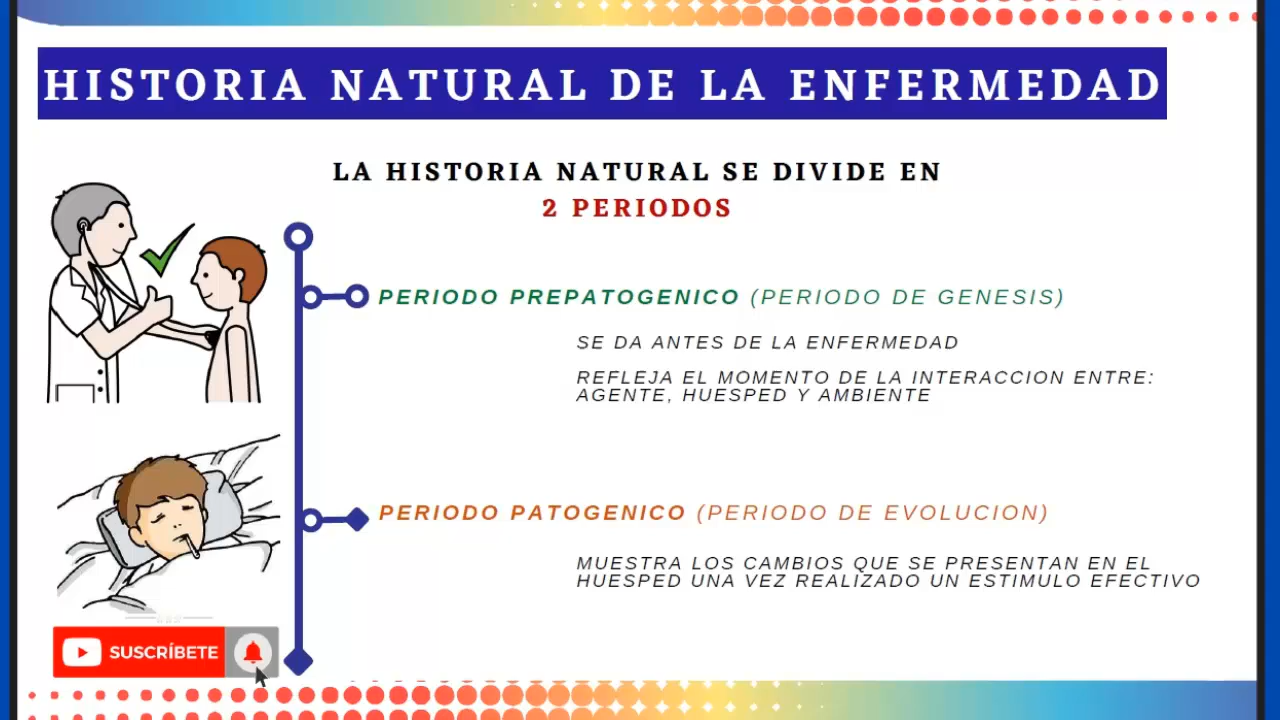 HISTORIA NATURAL DE LA ENFERMEDAD
LA HISTORIA NATURAL SE DIVIDE EN
2 PERIODOS
PERIODO PREPATOGENICO (PERIODO DE GENESIS)
SE DA ANTES DE LA ENFERMEDAD
REFLEJA EL MOMENTO DE LA INTERACCION ENTRE:
AGENTE, HUESPED Y AMBIENTE
PERIODO PATOGENICO (PERIODO DE EVOLUCION)
MUESTRA LOS CAMBIOS QUE SE PRESENTAN EN EL
HUESPED UNA VEZ REALIZADO UN ESTIMULO EFECTIVO
SUSCRÍBETE